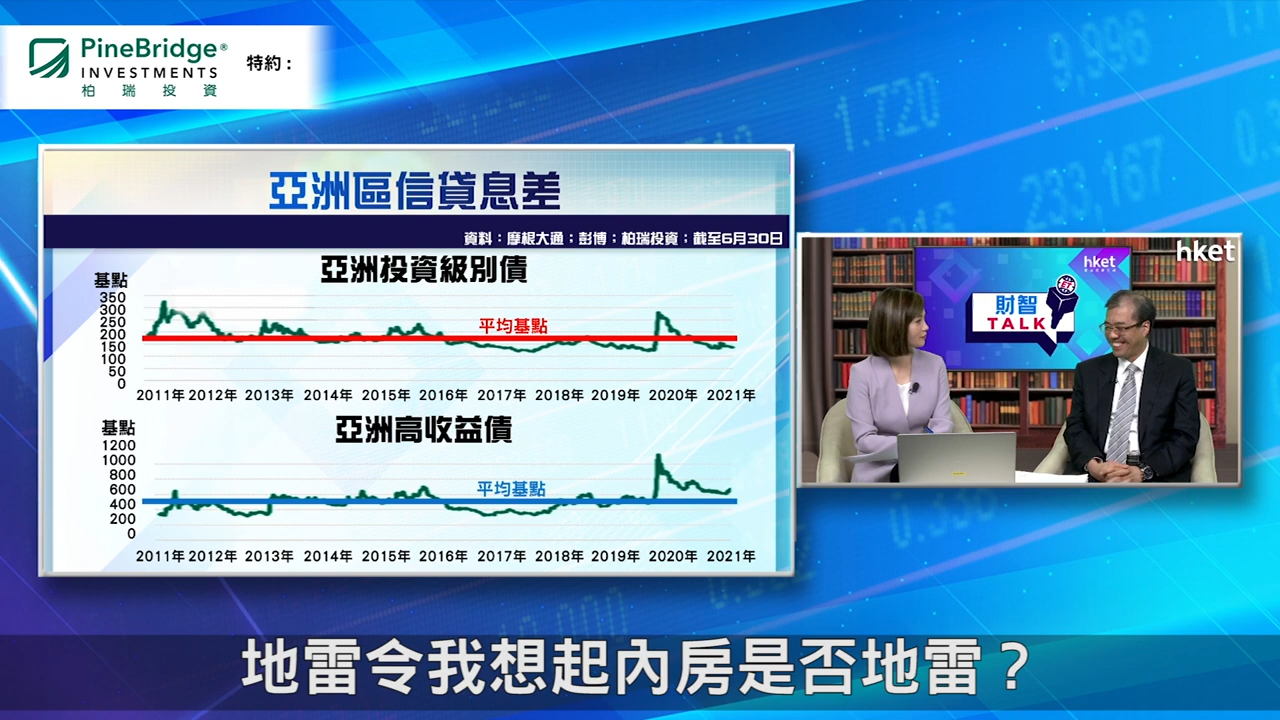 PineBridge®
INVESTMENTS
柏瑞投資
特約：
亞洲區信貸息差
資料：摩根大通；彭博；柏瑞投資；截至6月30日
亞洲投資級別債
基點
350
300
250
200
150
100
50
0
平均基點
2011年 2012年 2013年 2014年 2015年 2016年 2017年 2018年 2019年 2020年 2021年
亞洲高收益債
基點
1200
1000
800
600
400
200
0
平均基點
2011年 2012年 2013年 2014年 2015年 2016年 2017年 2018年 2019年 2020年 2021年
hket
hket
財智
TALK
9,996
1.720
233,167
0.336
地雷令我想起內房是否地雷？